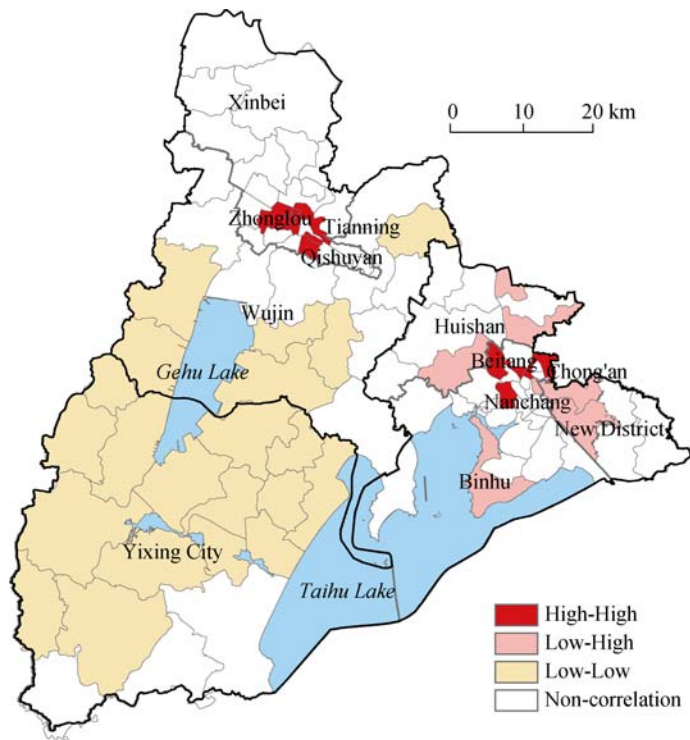 Xinbei
0 10 20 km
Zhonglou
Tianning
Qishuyan
Wujin
Huishan
Gehu Lake
Beitang
Chong'an
Nanchang
New District
Binhu
Yixing City
Taihu Lake
High-High
Low-High
Low-Low
Non-correlation